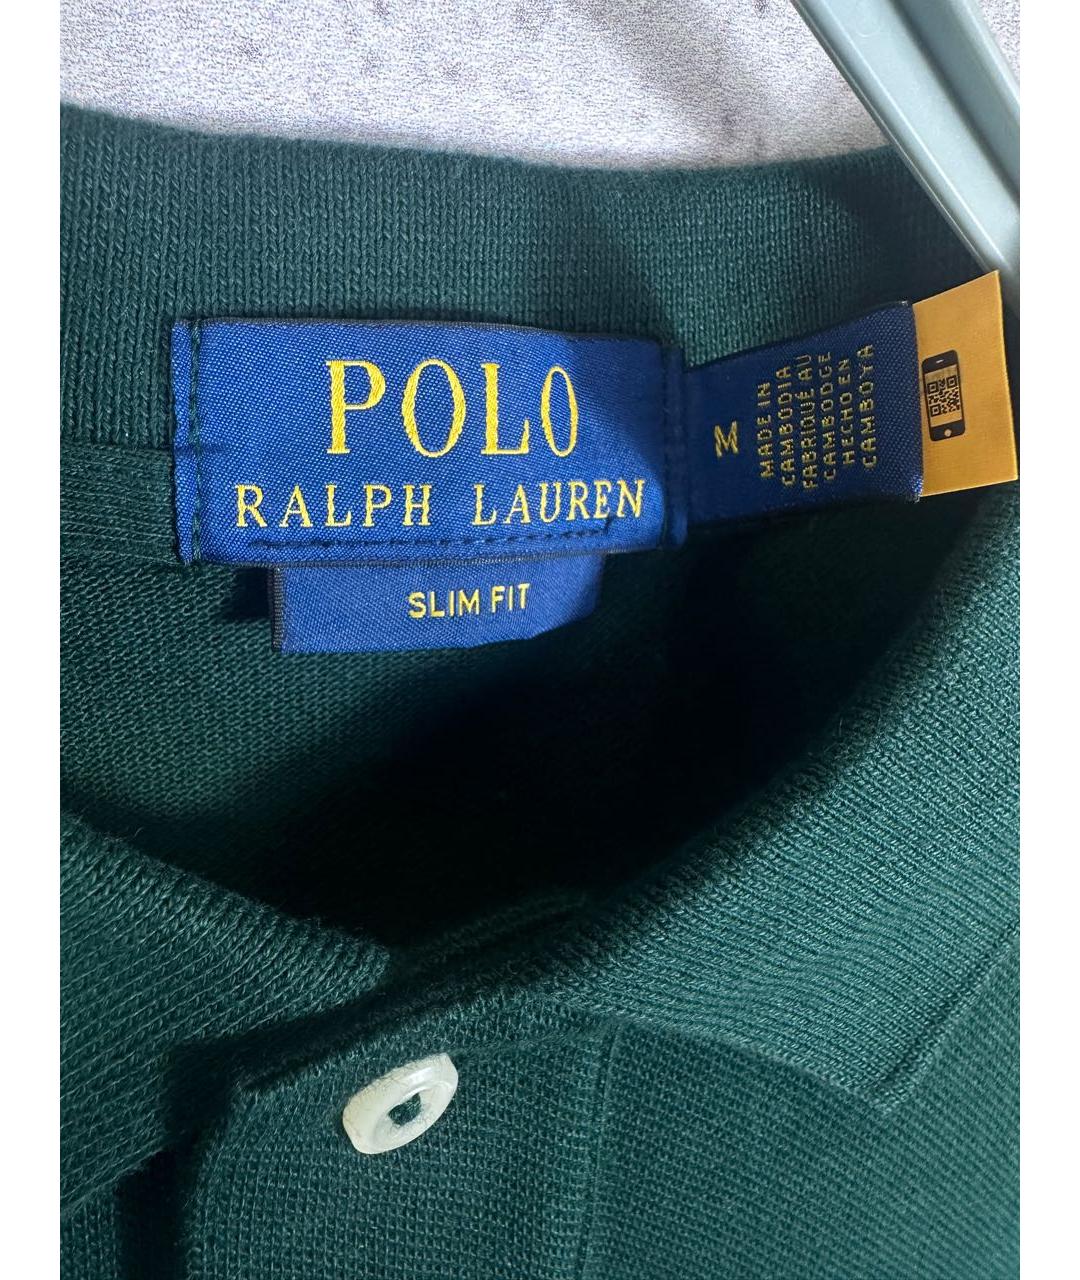 POLO
RALPH LAUREN
SLIM FIT
M
MADE IN
CAMBODIA
FABRIQUÉ AU
CAMBODGE
HECHO EN
CAMBOYA